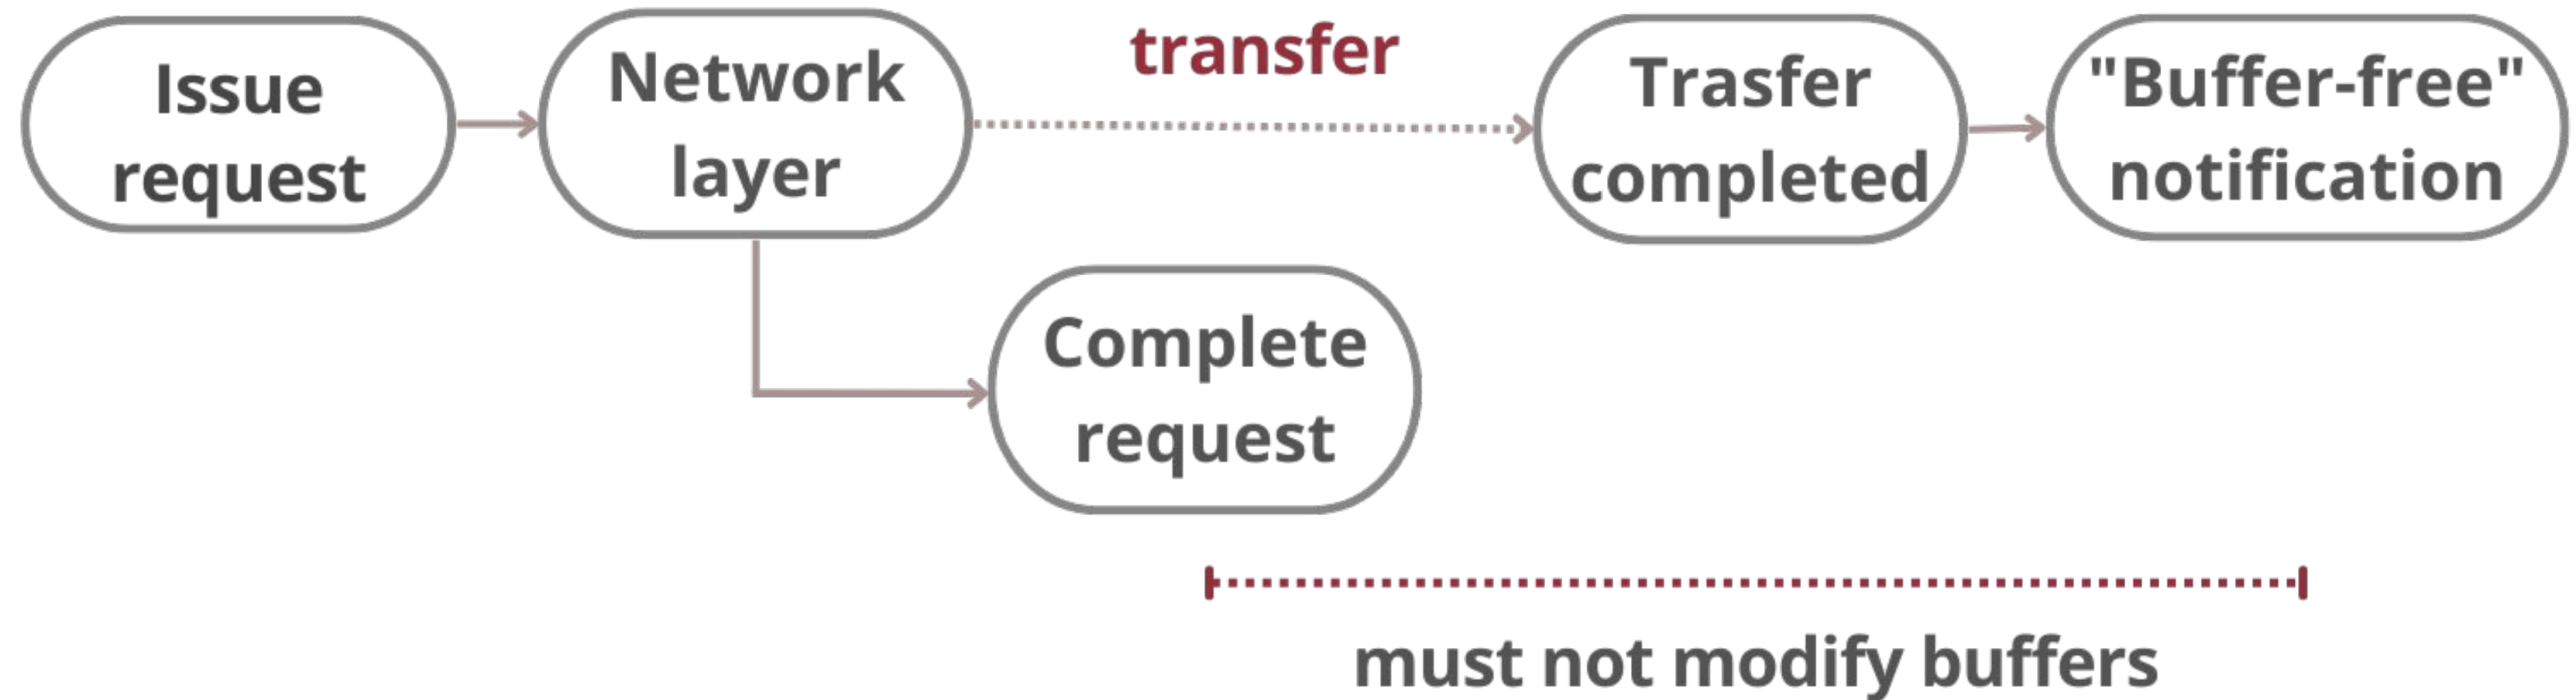 Issue
request
Network
layer
transfer
Trasfer
completed
"Buffer-free"
notification
Complete
request
must not modify buffers